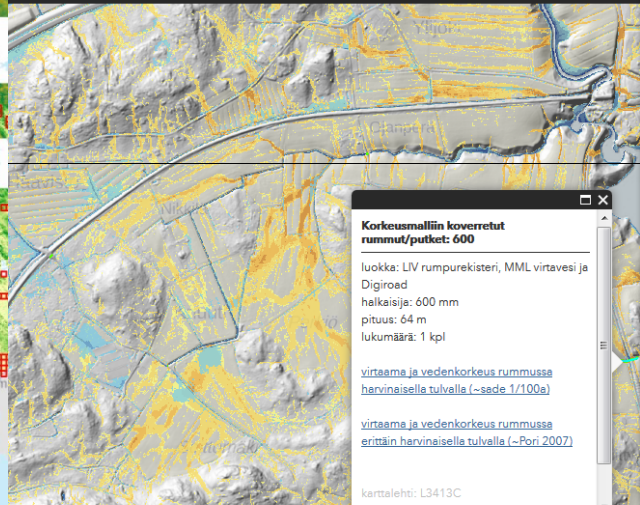 Korkeusmalliin koverretut
rummut/putket: 600
luokka: LIV rumpurekisteri, MML virtavesi ja
Digiroad
halkaisija: 600 mm
pituus: 64 m
lukumäärä: 1 kpl
virtaama ja vedenkorkeus rummussa
harvinaisella tulvalla (~sade 1/100a)
virtaama ja vedenkorkeus rummussa
erittäin harvinaisella tulvalla (~Pori 2007)
karttalehti: L3413C